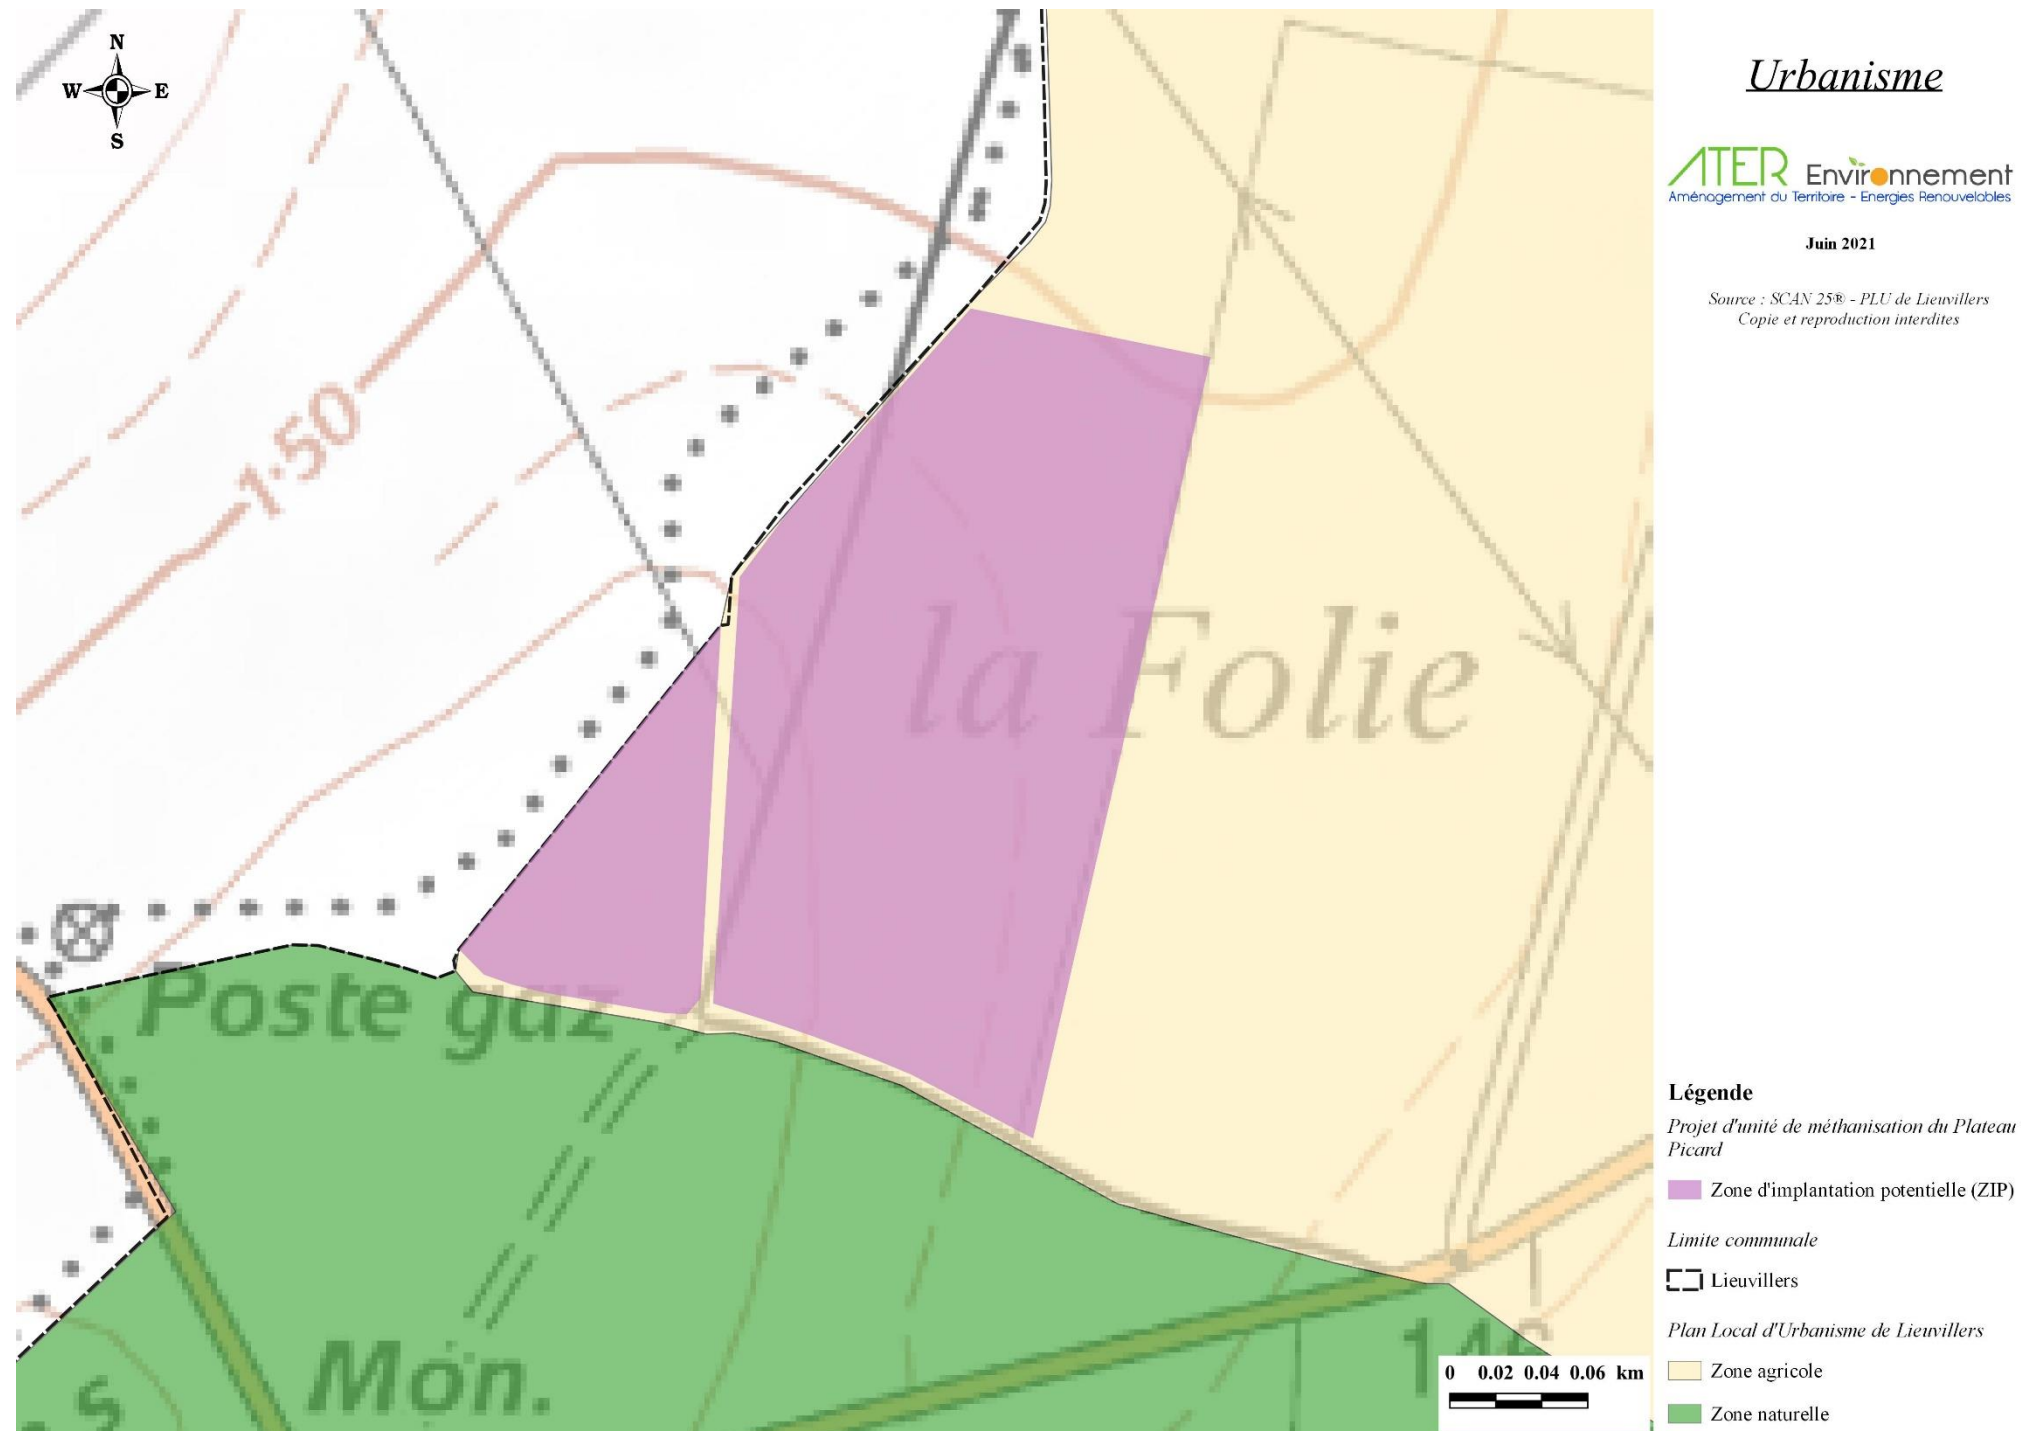 N
W E
S
1.50
la Folie
Poste gaz
Mon.
S
Urbanisme
ATER Environnement
Aménagement du Territoire - Energies Renouvelables
Juin 2021
Source : SCAN 25® - PLU de Lieuvillers
Copie et reproduction interdites
Légende
Projet d'unité de méthanisation du Plateau
Picard
Zone d'implantation potentielle (ZIP)
Limite communale
Lieuvillers
Plan Local d'Urbanisme de Lieuvillers
Zone agricole
Zone naturelle
0 0.02 0.04 0.06 km